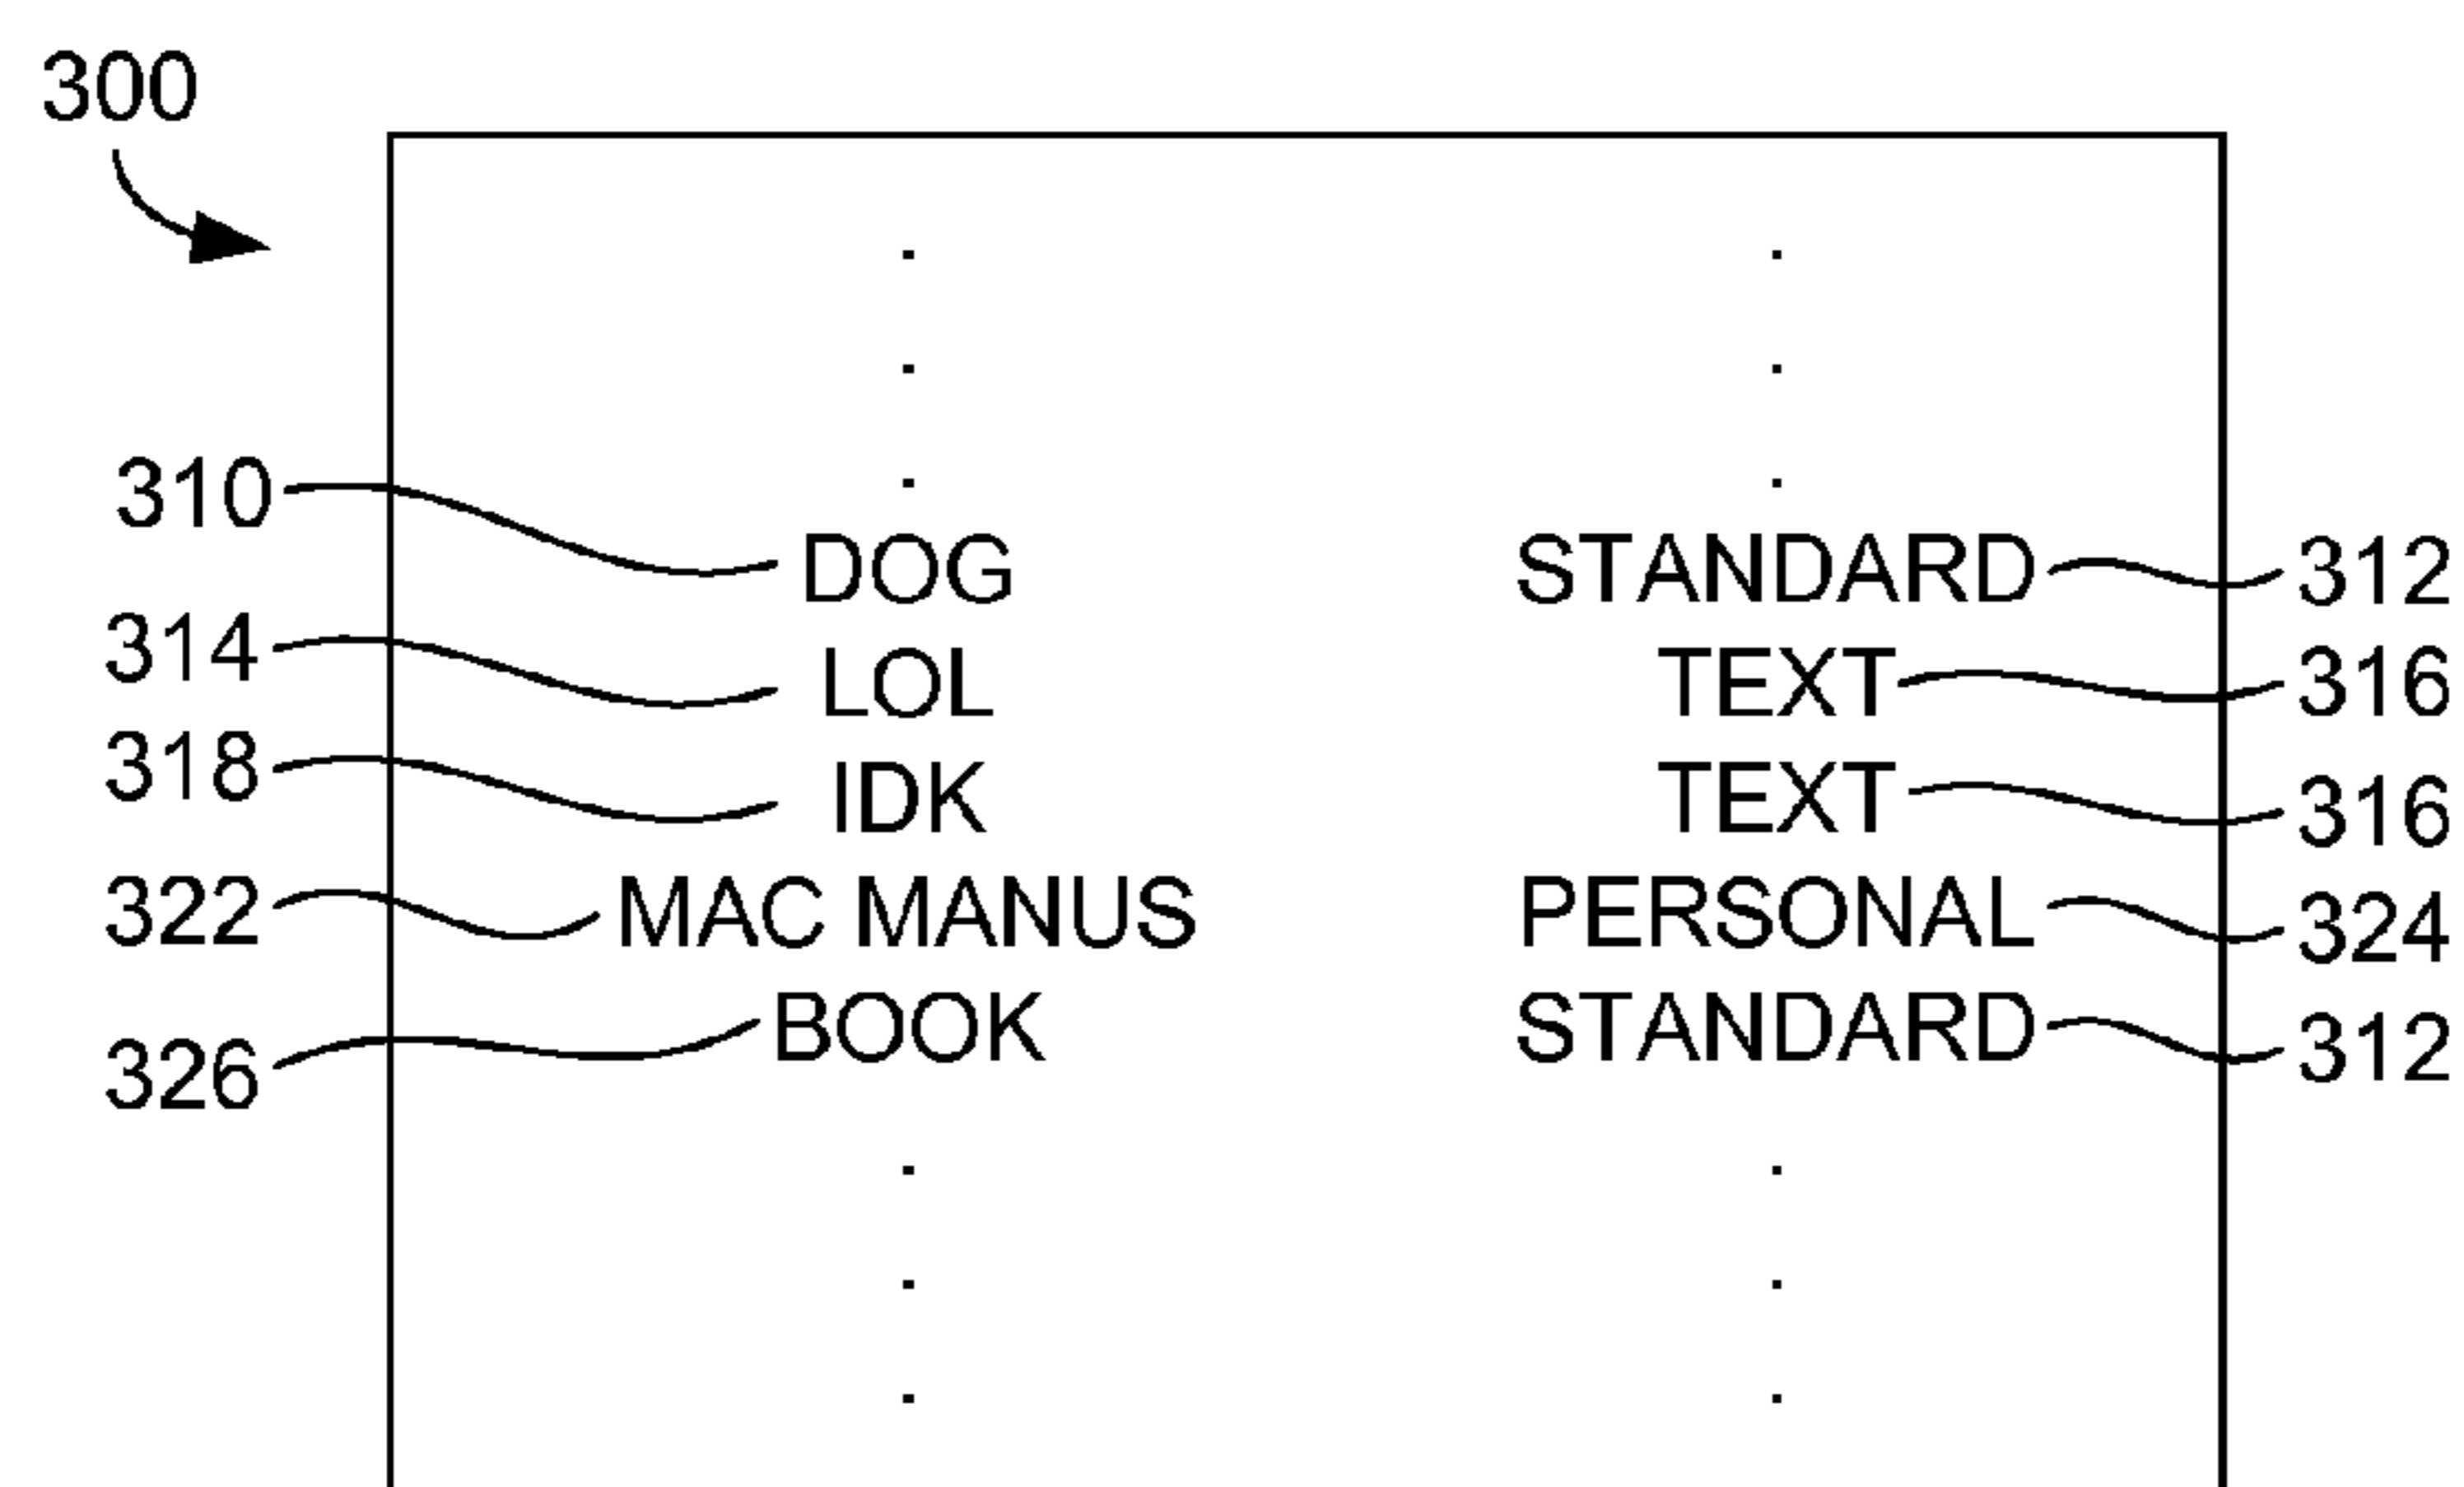 300
. .
. .
310 . .
DOG STANDARD 312
314 LOL TEXT 316
318 IDK TEXT 316
322 MAC MANUS PERSONAL 324
326 BOOK STANDARD 312
. .
. .
. .